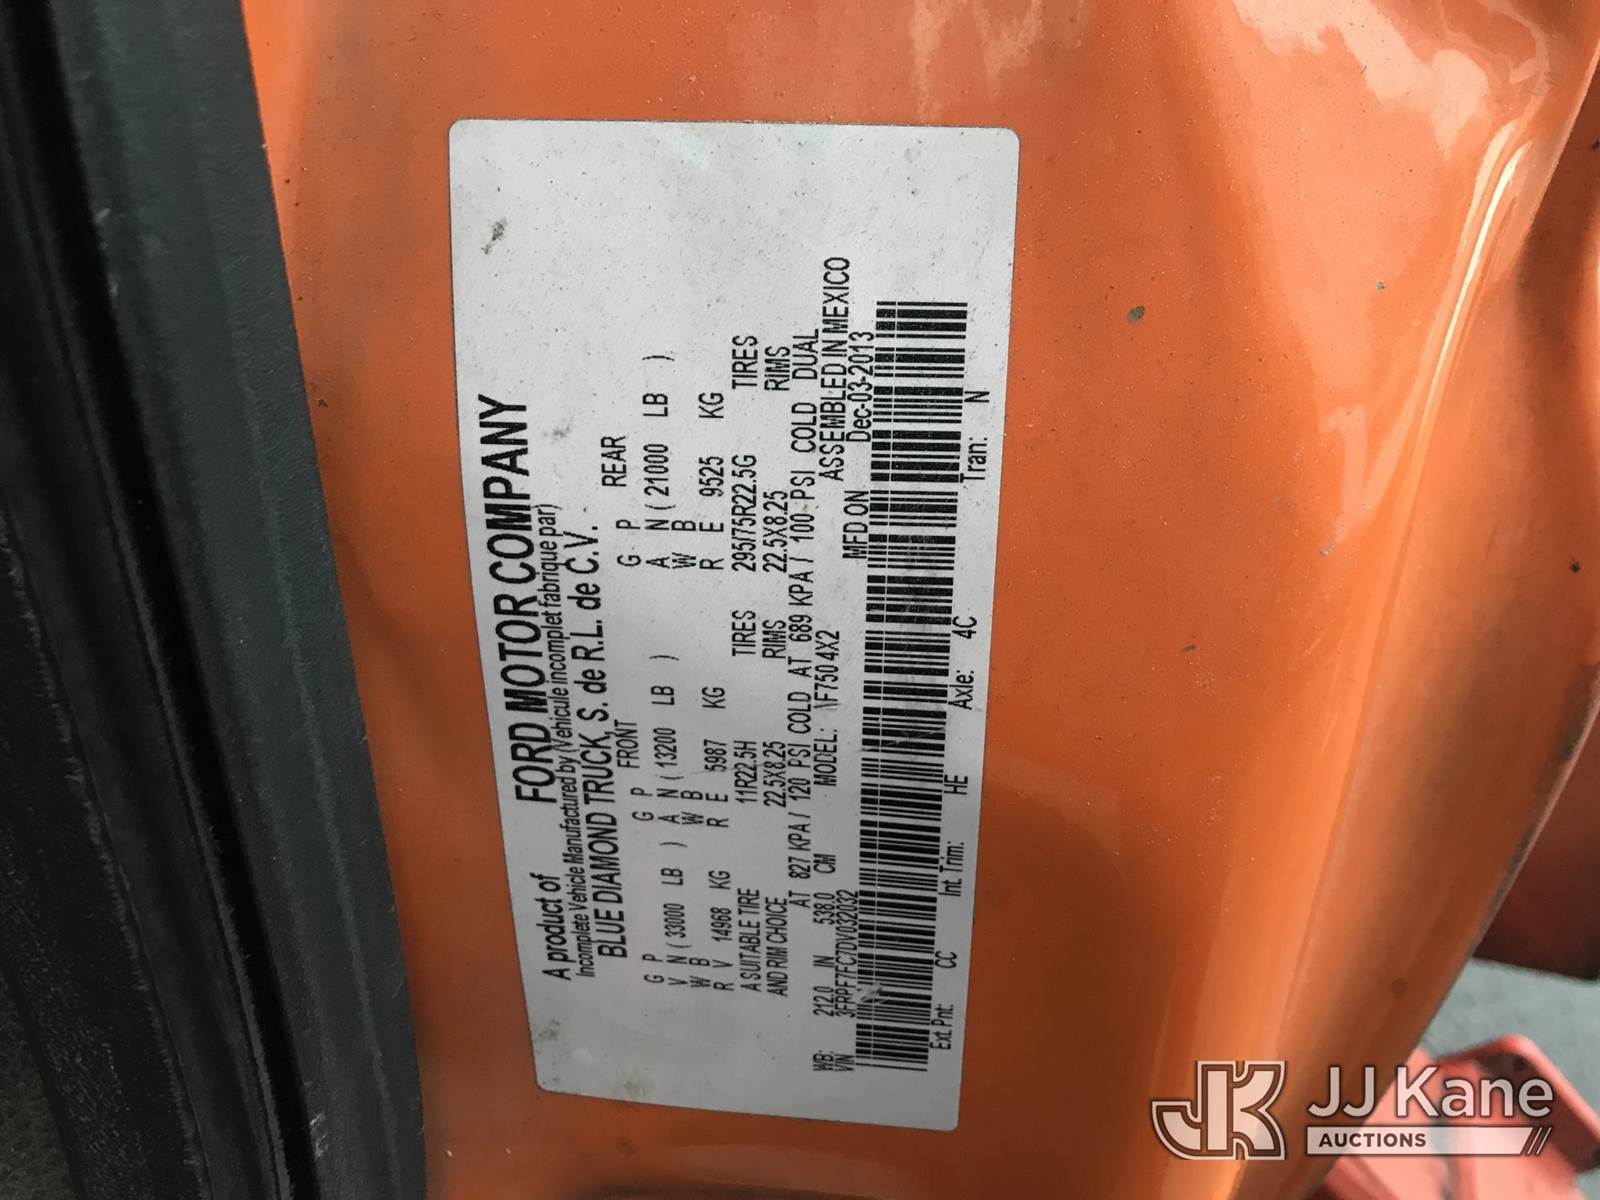 A product of FORD MOTOR COMPANY
Incomplete Vehicle Manufactured by (Vehicule incomplet fabrique par)
BLUE DIAMOND TRUCK, S. de R.L. de C.V.
FRONT REAR
G P G P G P
V N ( 33000 LB ) A N ( 13200 LB ) A N ( 21000 LB )
W B W B W B
R V 14968 KG R E 5987 KG R E 9525 KG
A SUITABLE TIRE 11R22.5H TIRES 295/75R22.5G TIRES
AND RIM CHOICE 22.5X8.25 RIMS 22.5X8.25 RIMS
AT 827 KPA / 120 PSI COLD AT 689 KPA / 100 PSI COLD DUAL
WB: 212.0 IN 538.0 CM MODEL: \F750 4X2 ASSEMBLED IN MEXICO
VIN 3FRPF7FC7DV032032 MFD ON Dec-03-2013
Ext. Pnt: CC Int. Trim: HE Axle: 4C Tran: N
JK JJ Kane
AUCTIONS